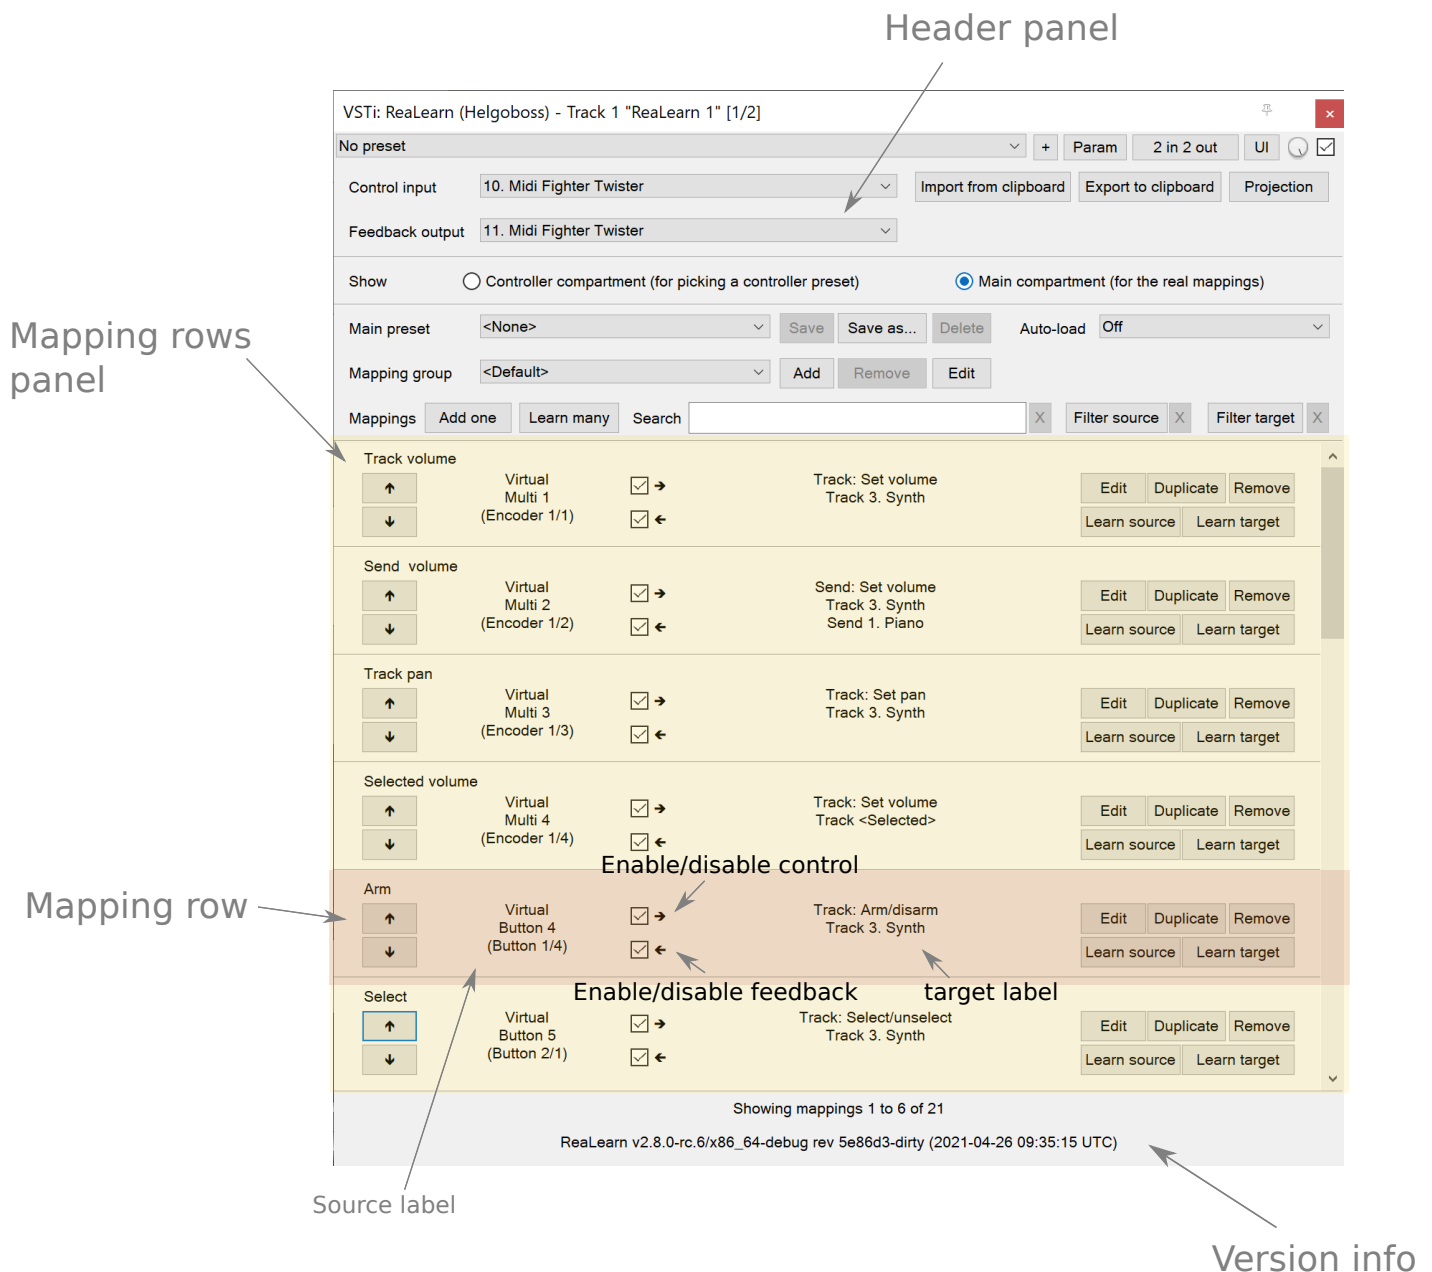 Header panel
VSTi: ReaLearn (Helgoboss) - Track 1 "ReaLearn 1" [1/2]
No preset + Param 2 in 2 out UI
Control input 10. Midi Fighter Twister Import from clipboard Export to clipboard Projection
Feedback output 11. Midi Fighter Twister
Show Controller compartment (for picking a controller preset) Main compartment (for the real mappings)
Mapping rows
panel
Main preset <None> Save Save as... Delete Auto-load Off
Mapping group <Default> Add Remove Edit
Mappings Add one Learn many Search X Filter source X Filter target X
Track volume
Virtual
Multi 1
(Encoder 1/1)
Track: Set volume
Track 3. Synth
Edit Duplicate Remove
Learn source Learn target
Send  volume
Virtual
Multi 2
(Encoder 1/2)
Send: Set volume
Track 3. Synth
Send 1. Piano
Edit Duplicate Remove
Learn source Learn target
Track pan
Virtual
Multi 3
(Encoder 1/3)
Track: Set pan
Track 3. Synth
Edit Duplicate Remove
Learn source Learn target
Selected volume
Virtual
Multi 4
(Encoder 1/4)
Track: Set volume
Track <Selected>
Edit Duplicate Remove
Learn source Learn target
Enable/disable control
Mapping row
Arm
Virtual
Button 4
(Button 1/4)
Track: Arm/disarm
Track 3. Synth
Edit Duplicate Remove
Learn source Learn target
Enable/disable feedback
target label
Select
Virtual
Button 5
(Button 2/1)
Track: Select/unselect
Track 3. Synth
Edit Duplicate Remove
Learn source Learn target
Showing mappings 1 to 6 of 21
ReaLearn v2.8.0-rc.6/x86_64-debug rev 5e86d3-dirty (2021-04-26 09:35:15 UTC)
Source label
Version info